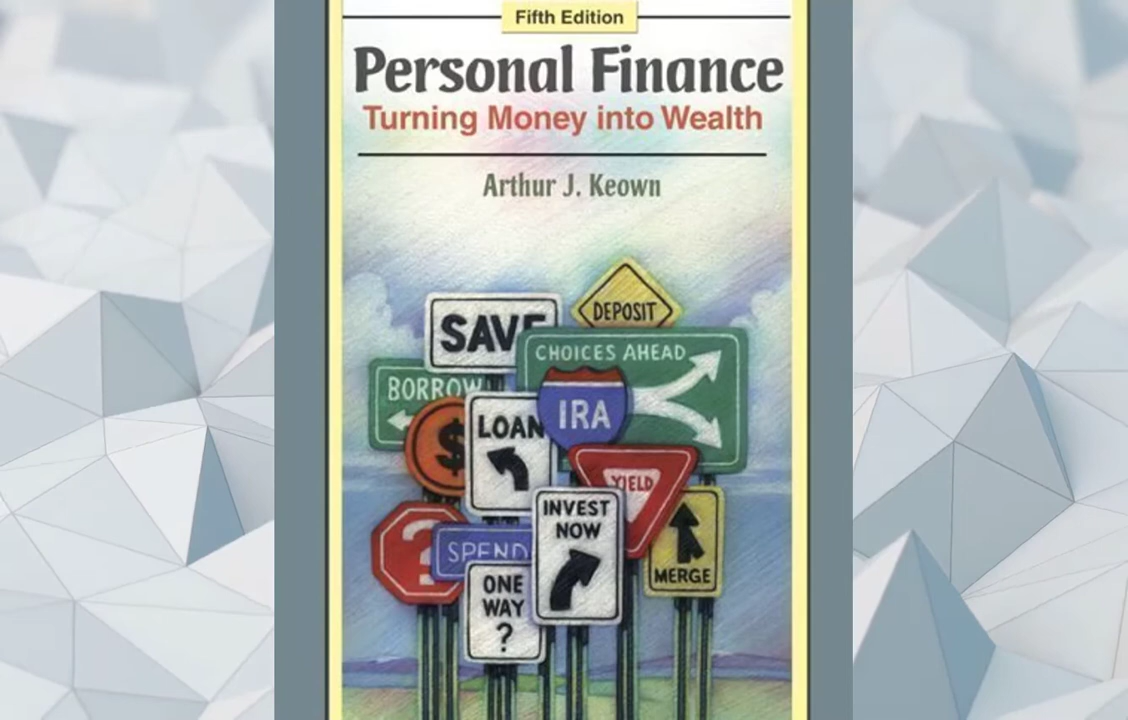 Fifth Edition
Personal Finance
Turning Money into Wealth
Arthur J. Keown
DEPOSIT
SAVE
CHOICES AHEAD
BORROW
IRA
$
LOAN
YIELD
INVEST
NOW
?
SPEND
MERGE
ONE
WAY
?